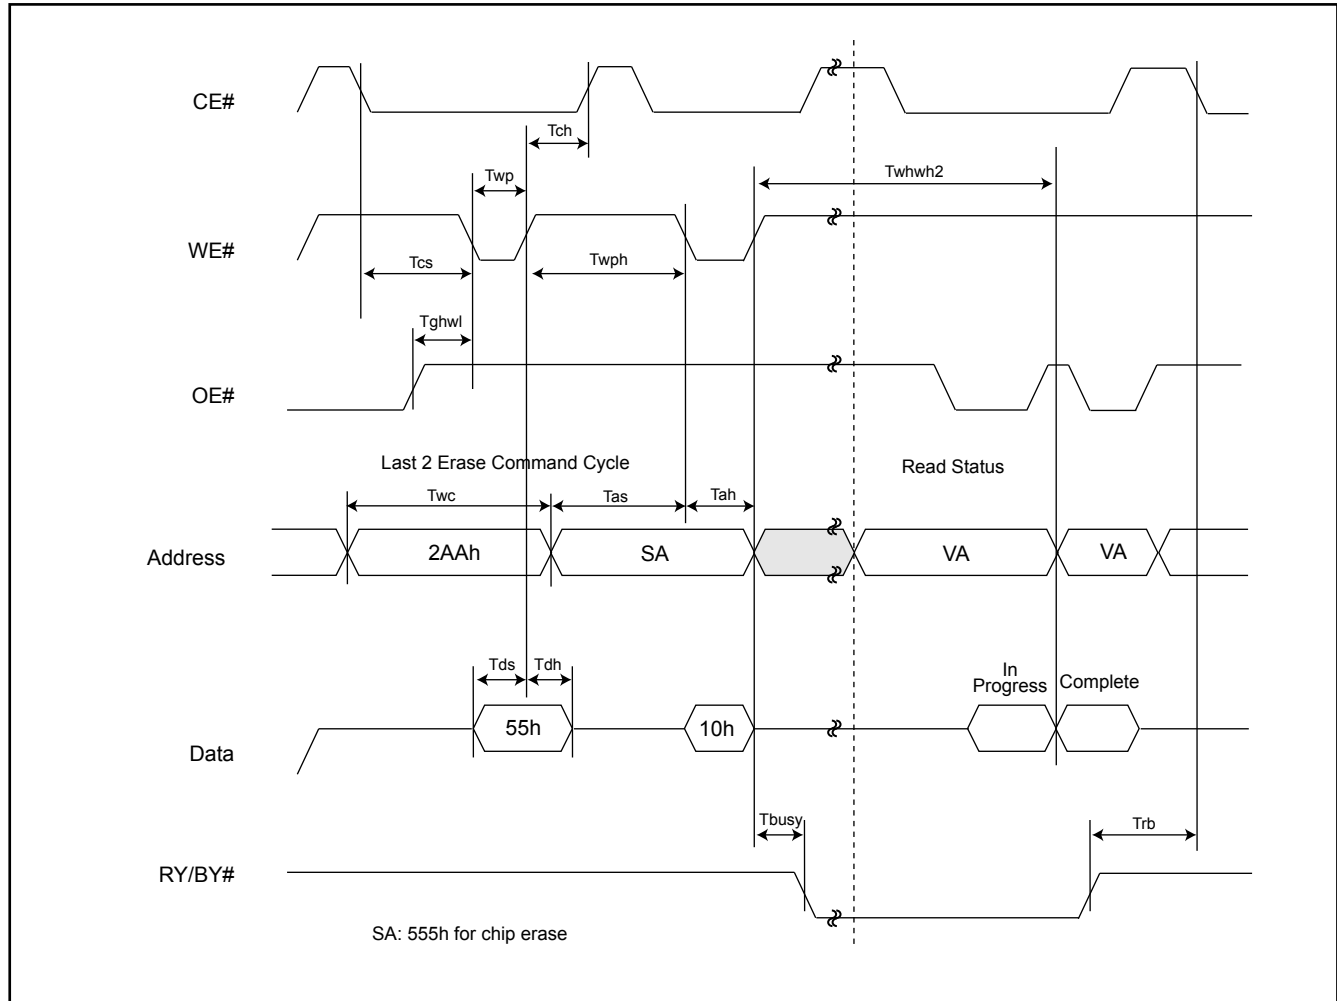 CE#
Tch
Twp
Twhwh2
WE#
Tcs
Twph
Tghwl
OE#
Last 2 Erase Command Cycle
Read Status
Twc
Tas
Tah
Address
2AAh
SA
VA
VA
Tds
Tdh
In
Progress
Complete
55h
10h
Data
Tbusy
Trb
RY/BY#
SA: 555h for chip erase